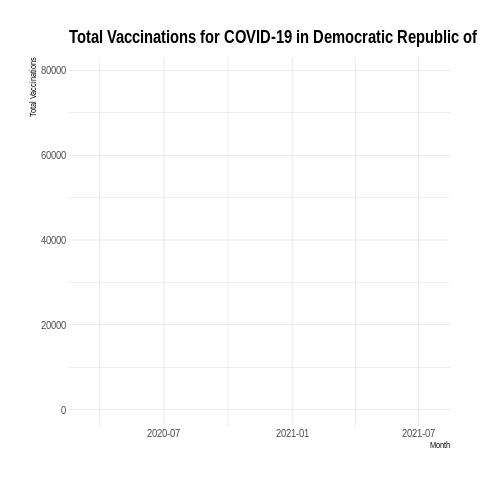 Total Vaccinations for COVID-19 in Democratic Republic of
Total Vaccinations
80000
60000
40000
20000
0
2020-07 2021-01 2021-07
Month